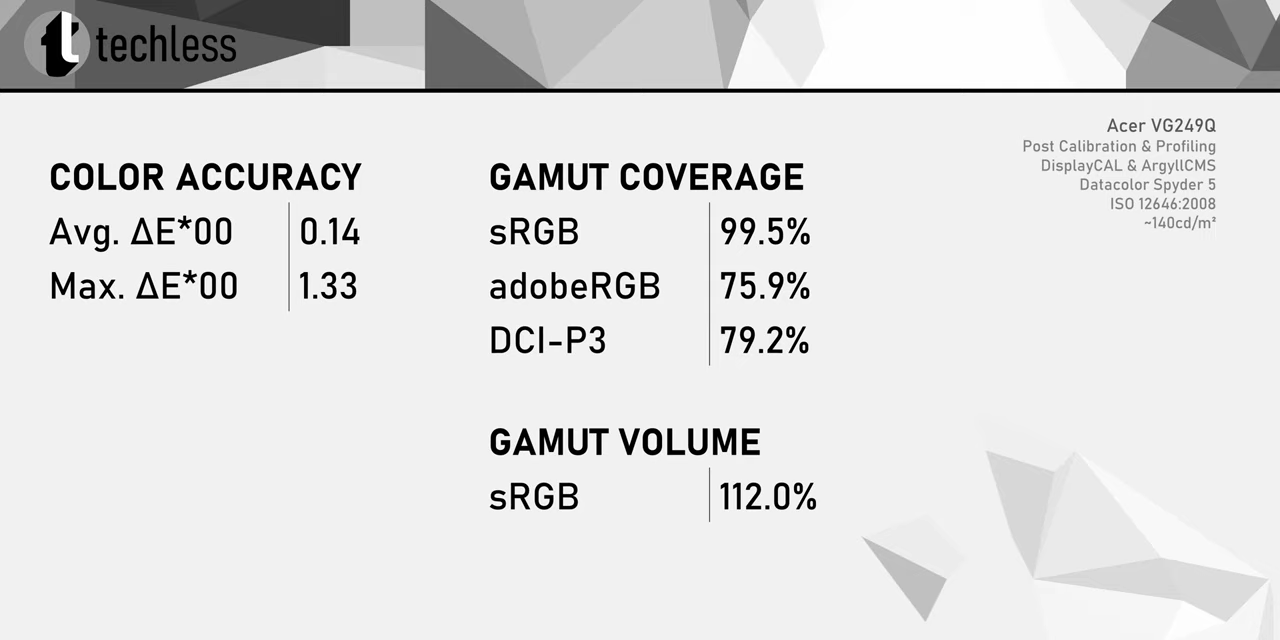 techless
Acer VG249Q
Post Calibration & Profiling
DisplayCAL & ArgyllCMS
Datacolor Spyder 5
ISO 12646:2008
~140cd/m²
COLOR ACCURACY
Avg. ΔE*00 0.14
Max. ΔE*00 1.33
GAMUT COVERAGE
sRGB 99.5%
adobeRGB 75.9%
DCI-P3 79.2%
GAMUT VOLUME
sRGB 112.0%